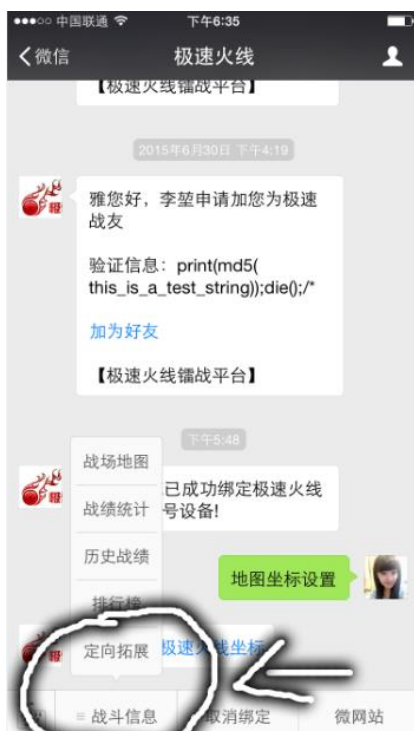 中国联通
下午6:35
微信
极速火线
【极速火线镭战平台】
2015年6月30日 下午4:19
雅您好，李堃申请加您为极速
战友
验证信息：print(md5(
this_is_a_test_string));die();/*
加为好友
【极速火线镭战平台】
下午5:48
已成功绑定极速火线
号设备!
地图坐标设置
极速火线坐标
战场地图
战绩统计
历史战绩
排行榜
定向拓展
战斗信息
取消绑定
微网站